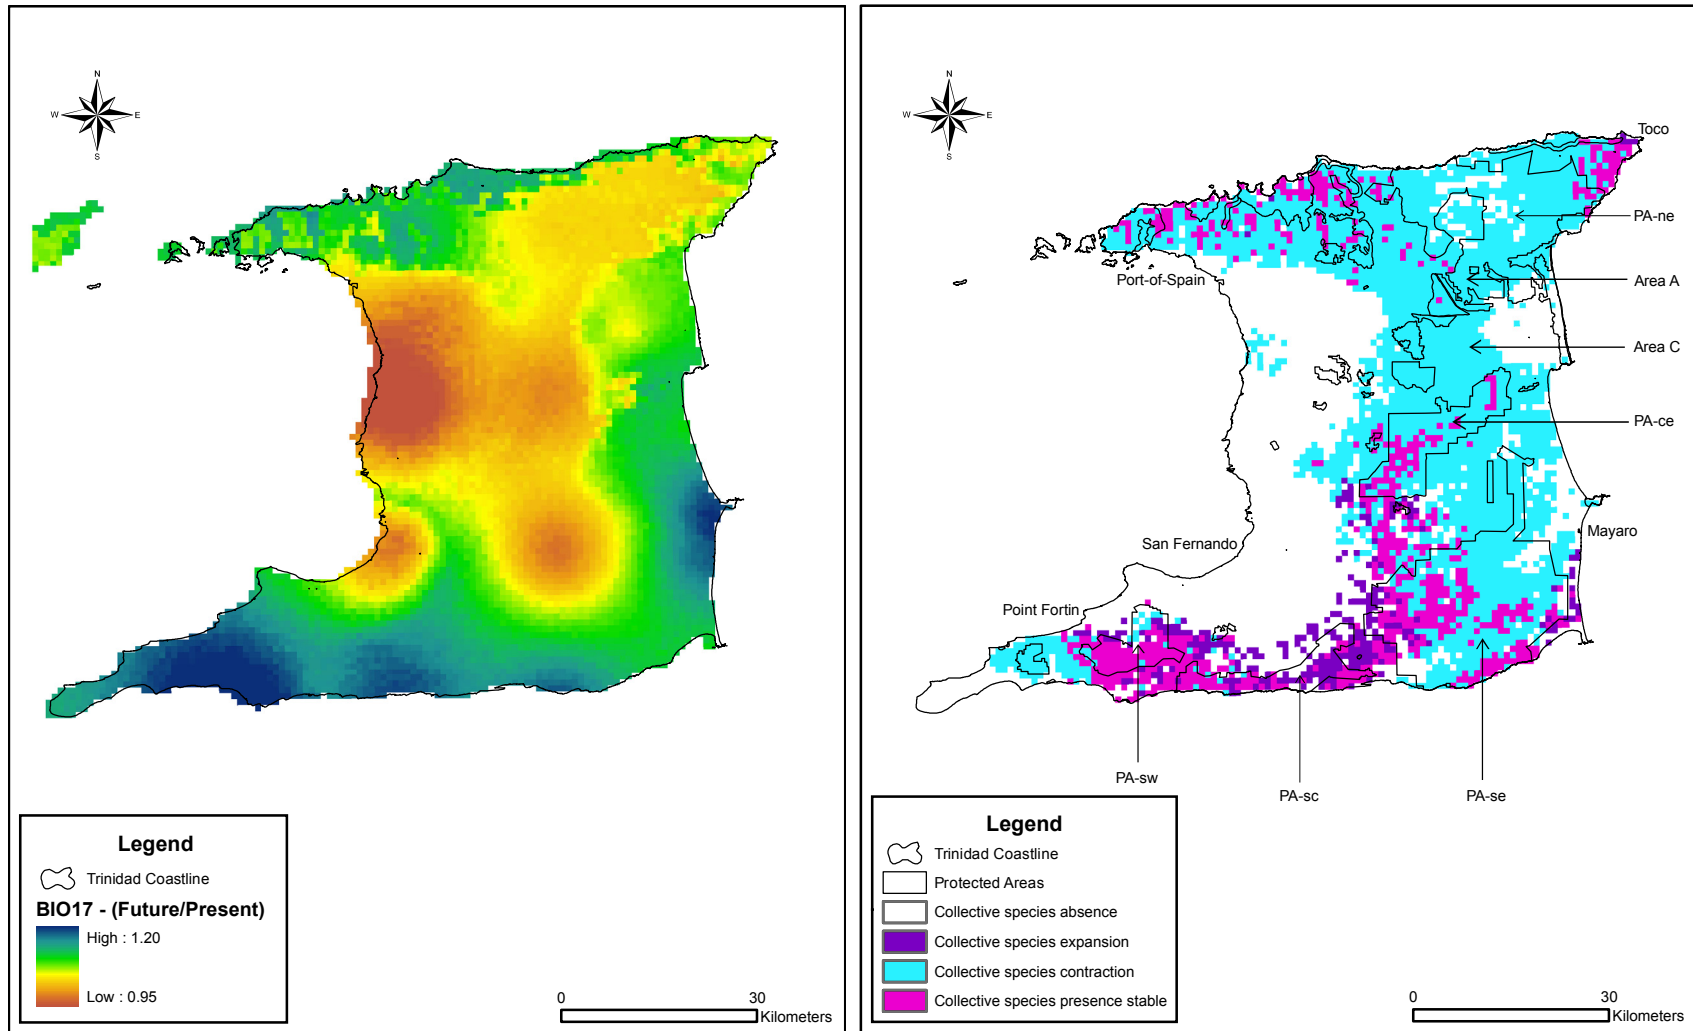 N
W E
S
Legend
Trinidad Coastline
BIO17 - (Future/Present)
High : 1.20
Low : 0.95
0 30
Kilometers
N
W E
S
Toco
PA-ne
Port-of-Spain
Area A
Area C
PA-ce
Mayaro
San Fernando
Point Fortin
PA-sw
PA-sc
PA-se
Legend
Trinidad Coastline
Protected Areas
Collective species absence
Collective species expansion
Collective species contraction
Collective species presence stable
0 30
Kilometers